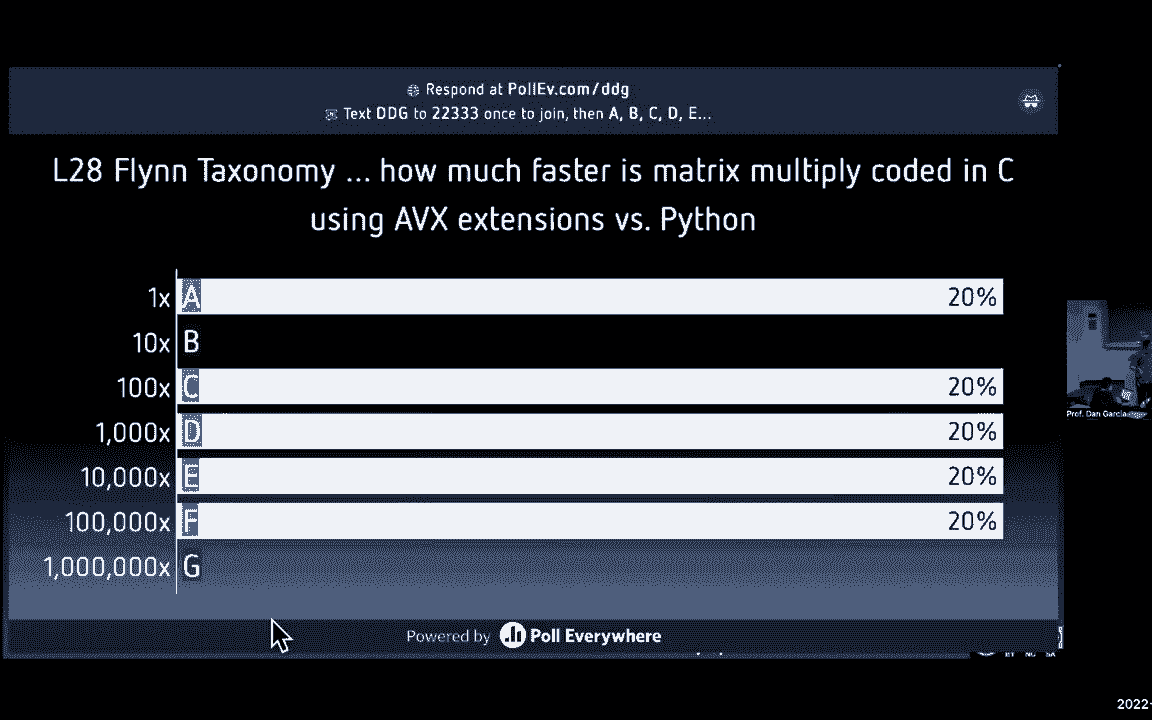 Respond at PollEv.com/ddg
Text DDG to 22333 once to join, then A, B, C, D, E...
L28 Flynn Taxonomy ... how much faster is matrix multiply coded in C
using AVX extensions vs. Python
1x A 20%
10x B
100x C 20%
1,000x D 20%
10,000x E 20%
100,000x F 20%
1,000,000x G
Powered by Poll Everywhere
Prof. Dan Garcia
2022-